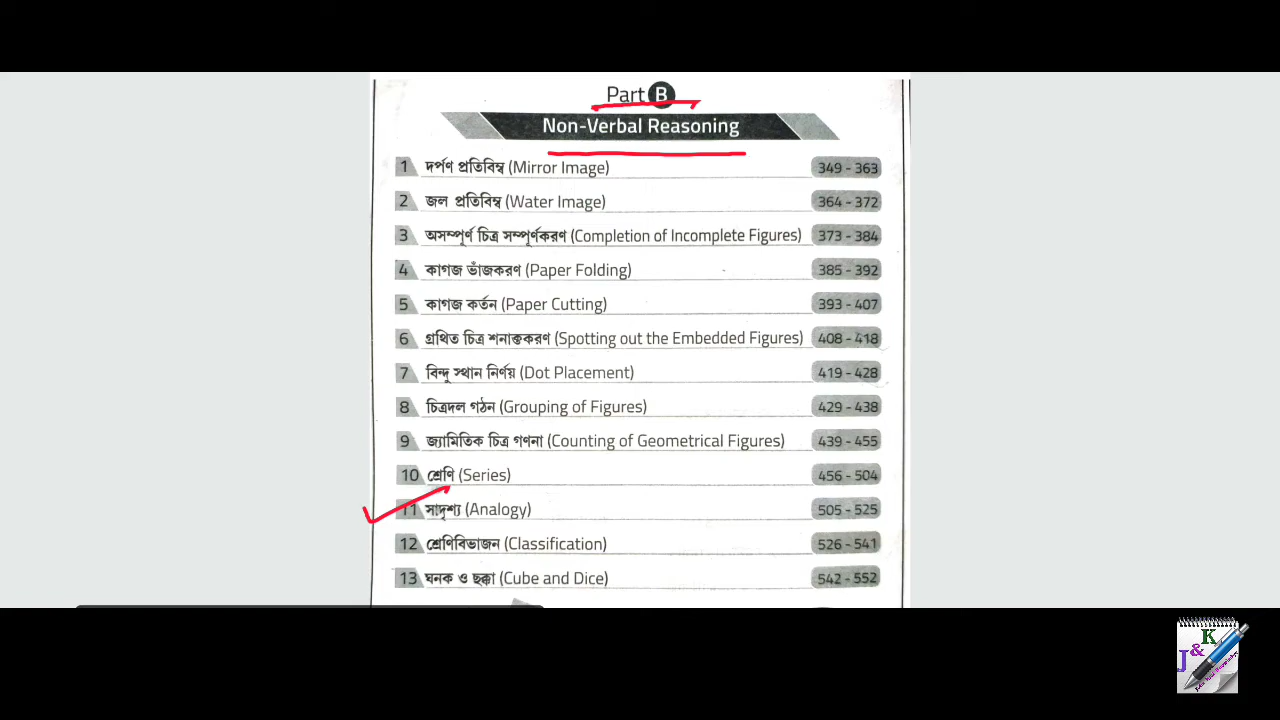 Part B
Non-Verbal Reasoning
1 দর্পণ প্রতিবিম্ব (Mirror Image) 349 - 363
2 জল প্রতিবিম্ব (Water Image) 364 - 372
3 অসম্পূর্ণ চিত্র সম্পূর্ণকরণ (Completion of Incomplete Figures) 373 - 384
4 কাগজ ভাঁজকরণ (Paper Folding) 385 - 392
5 কাগজ কর্তন (Paper Cutting) 393 - 407
6 গ্রথিত চিত্র শনাক্তকরণ (Spotting out the Embedded Figures) 408 - 418
7 বিন্দু স্থান নির্ণয় (Dot Placement) 419 - 428
8 চিত্রদল গঠন (Grouping of Figures) 429 - 438
9 জ্যামিতিক চিত্র গণনা (Counting of Geometrical Figures) 439 - 455
10 শ্রেণি (Series) 456 - 504
11 সাদৃশ্য (Analogy) 505 - 525
12 শ্রেণিবিভাজন (Classification) 526 - 541
13 ঘনক ও ছক্কা (Cube and Dice) 542 - 552
J & K